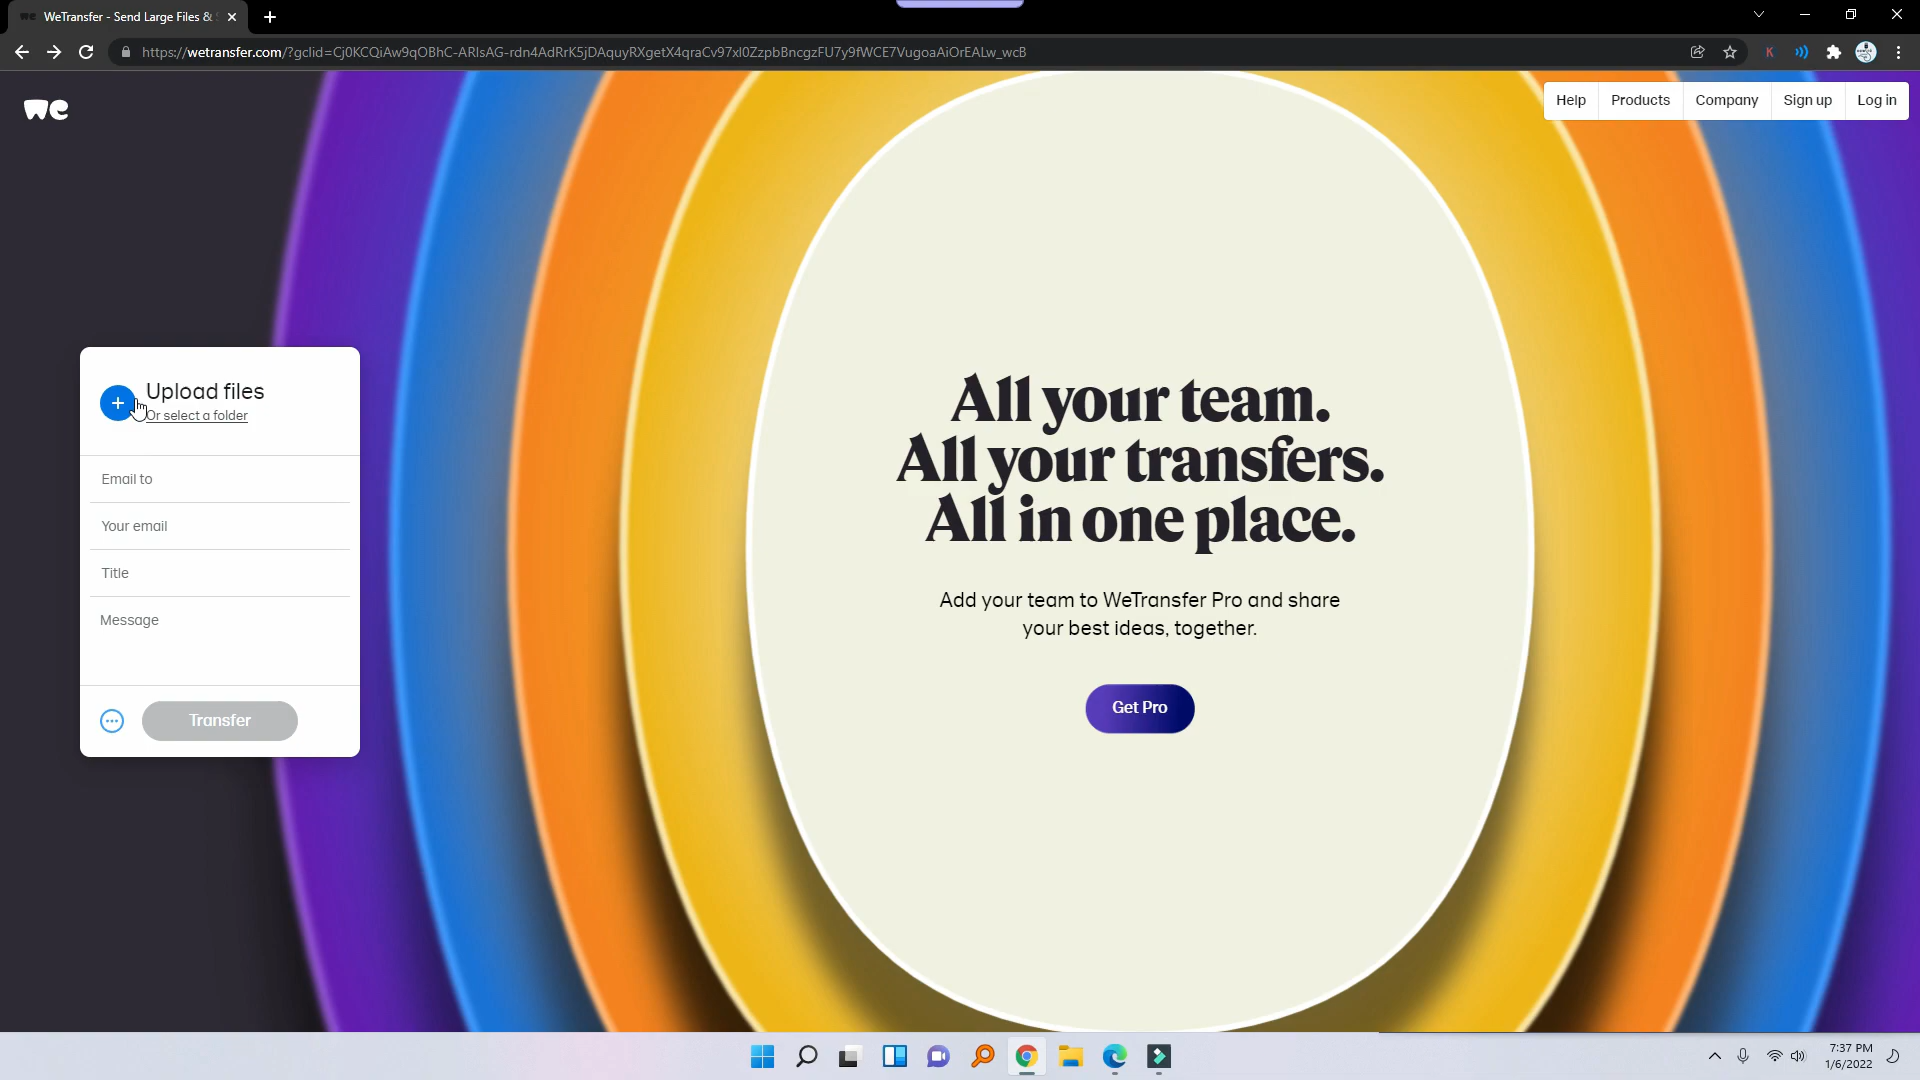 WeTransfer - Send Large Files &
https://wetransfer.com/?gclid=Cj0KCQiAw9qOBhC-ARIsAG-rdn4AdRrK5jDAquyRXgetX4qraCv97xl0ZzpbBncgzFU7y9fWCE7VugoaAiOrEALw_wcB
K
we
Help
Products
Company
Sign up
Log in
Upload files
Or select a folder
Email to
Your email
Title
Message
Transfer
All your team.
All your transfers.
All in one place.
Add your team to WeTransfer Pro and share
your best ideas, together.
Get Pro
7:37 PM
1/6/2022